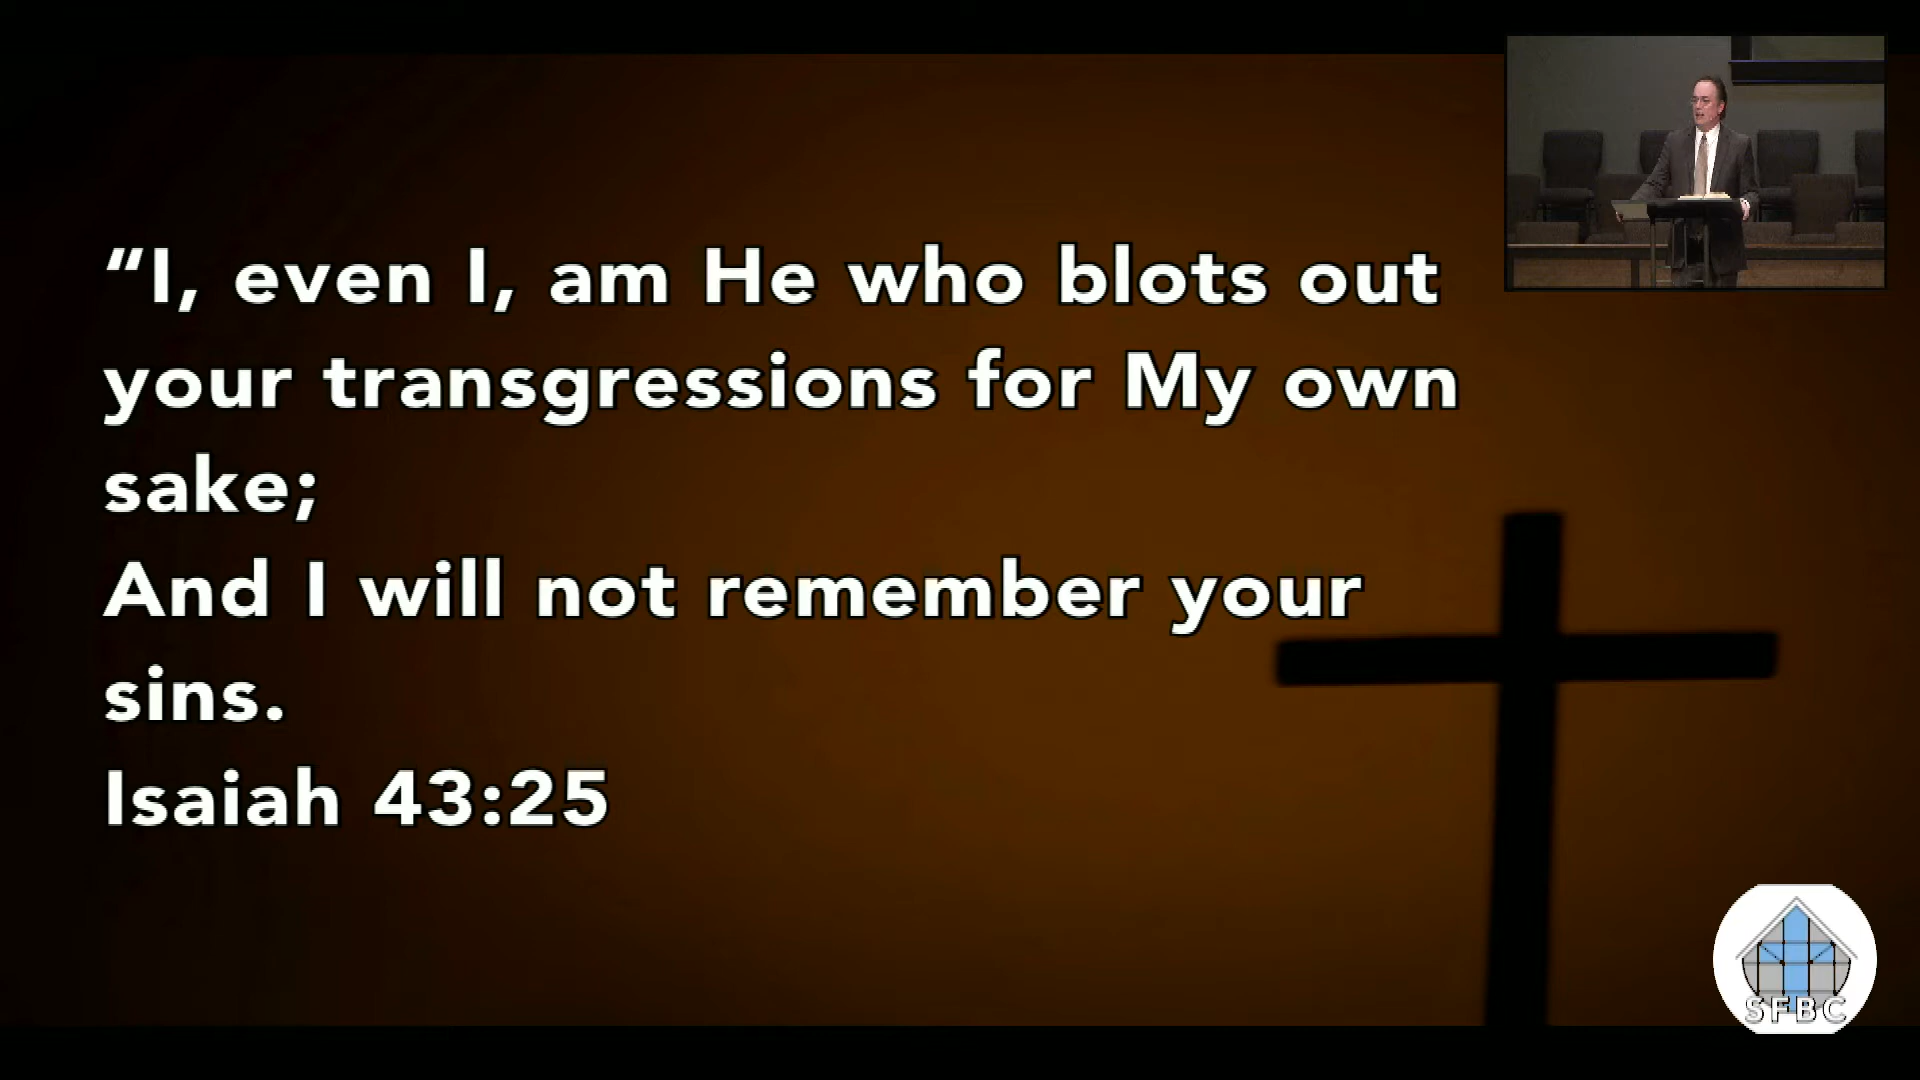 “I, even I, am He who blots out
your transgressions for My own
sake;
And I will not remember your
sins.
Isaiah 43:25
SFBC